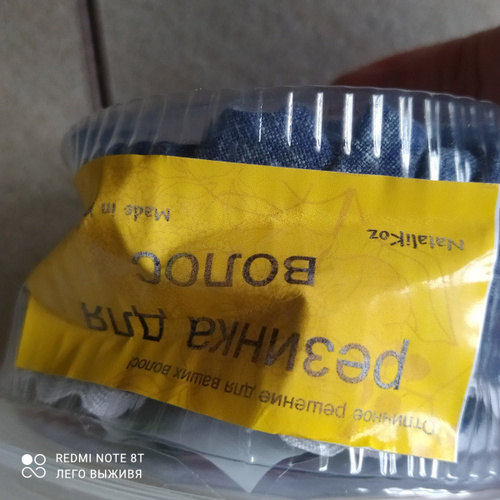 Отличное решение для ваших волос!
резинка для
волос
NataliKoz
Made in
REDMI NOTE 8T
ЛЕГО ВЫЖИВЯ